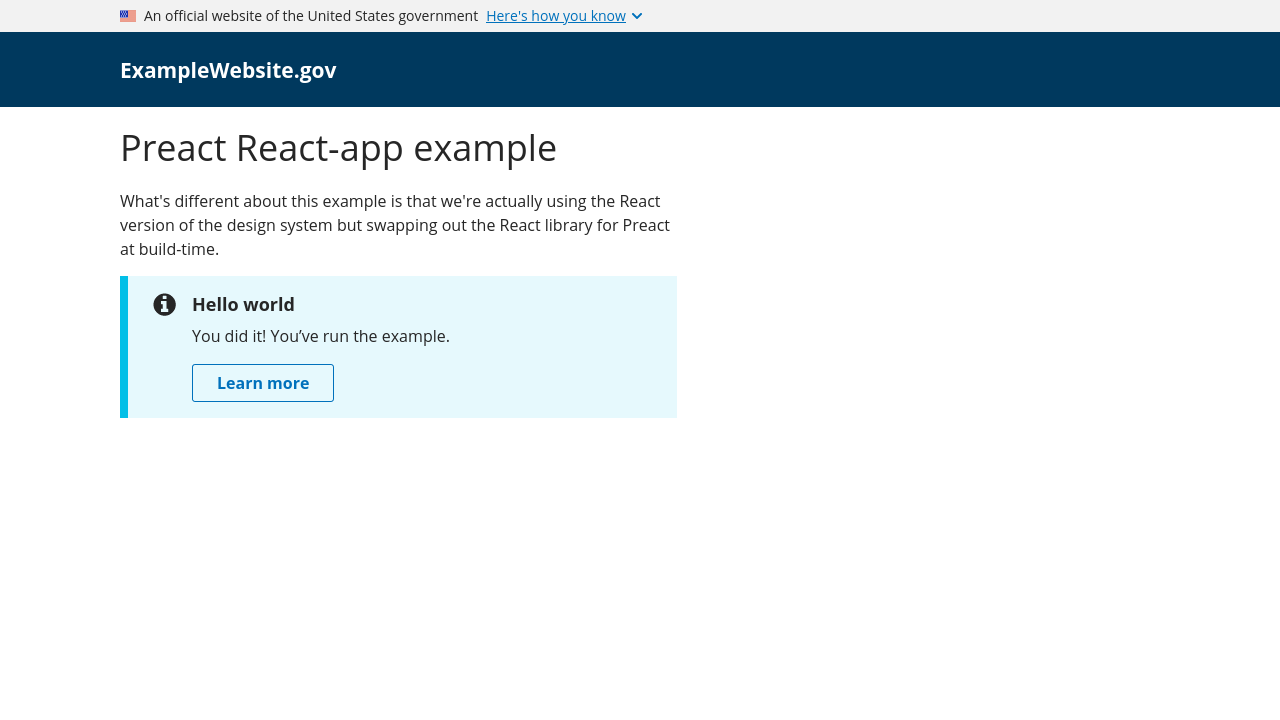 An official website of the United States government Here's how you know
ExampleWebsite.gov
Preact React-app example
What's different about this example is that we're actually using the React
version of the design system but swapping out the React library for Preact
at build-time.
Hello world
You did it! You’ve run the example.
Learn more